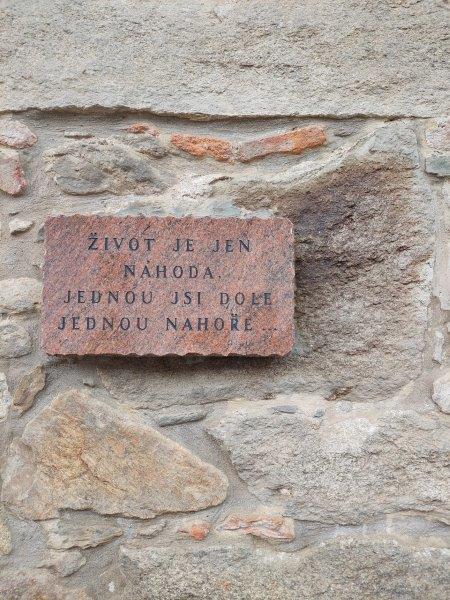 ŽIVOT JE JEN
NÁHODA.
JEDNOU JSI DOLE
JEDNOU NAHOŘE...